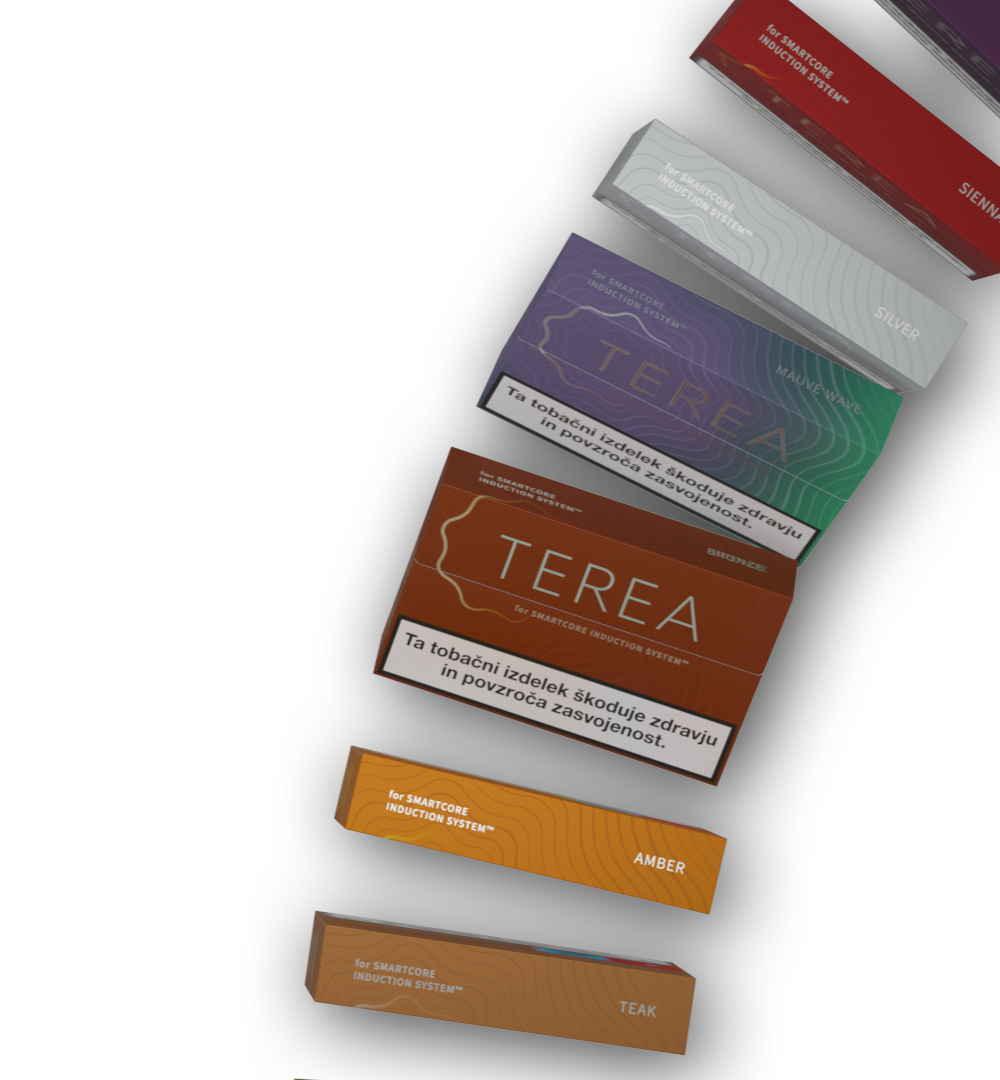 for SMARTCORE
INDUCTION SYSTEM™
TEREA
SIENNA
for SMARTCORE
INDUCTION SYSTEM™
SILVER
for SMARTCORE
INDUCTION SYSTEM™
MAUVE WAVE
TEREA
Ta tobačni izdelek škoduje zdravju
in povzroča zasvojenost.
for SMARTCORE
INDUCTION SYSTEM™
BRONZE
TEREA
for SMARTCORE INDUCTION SYSTEM™
Ta tobačni izdelek škoduje zdravju
in povzroča zasvojenost.
for SMARTCORE
INDUCTION SYSTEM™
AMBER
for SMARTCORE
INDUCTION SYSTEM™
TEAK